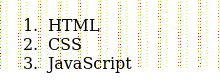 1. HTML
2. CSS
3. JavaScript